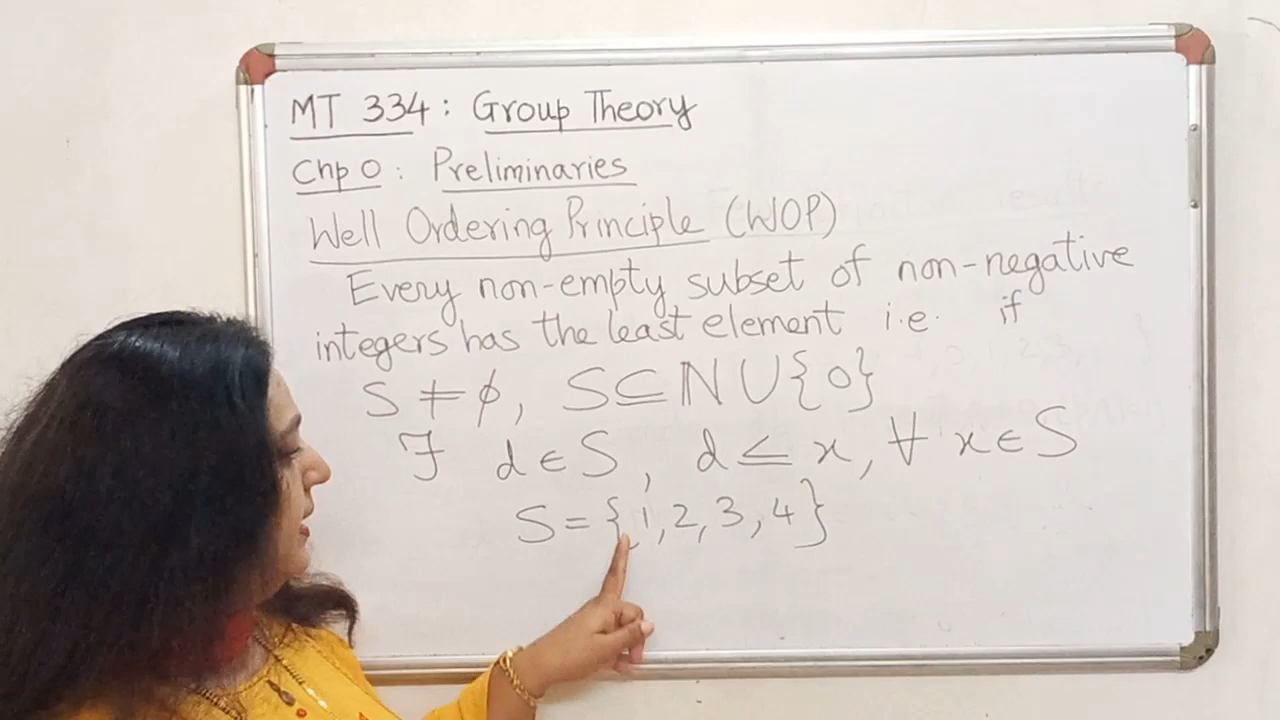 MT 334 : Group Theory
Chp 0 : Preliminaries
Well Ordering Principle (WOP)
Every non-empty subset of non-negative
integers has the least element i.e. if
S ≠ ϕ, S ⊆ ℕ ∪ {0}
∃ d ∈ S, d ≤ x, ∀ x ∈ S
S = {1, 2, 3, 4}